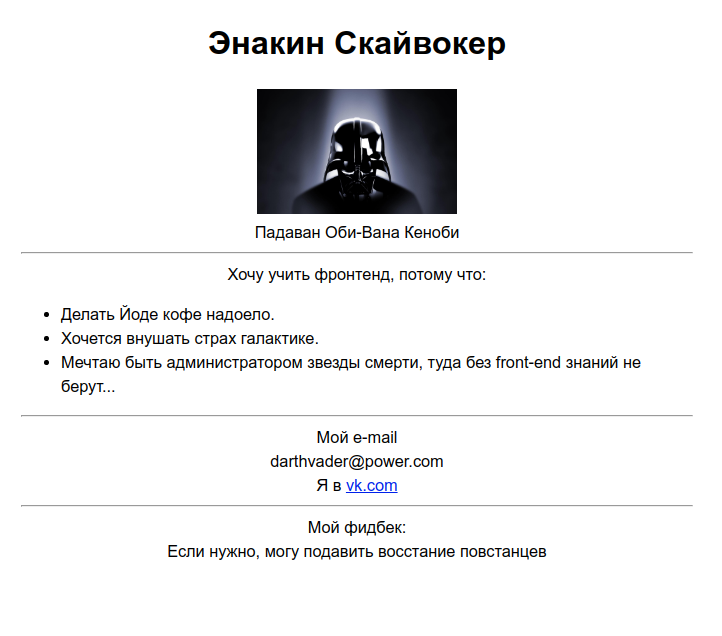 Энакин Скайвокер
Падаван Оби-Вана Кеноби
Хочу учить фронтенд, потому что:
Делать Йоде кофе надоело.
Хочется внушать страх галактике.
Мечтаю быть администратором звезды смерти, туда без front-end знаний не
берут...
Мой e-mail
darthvader@power.com
Я в vk.com
Мой фидбек:
Если нужно, могу подавить восстание повстанцев